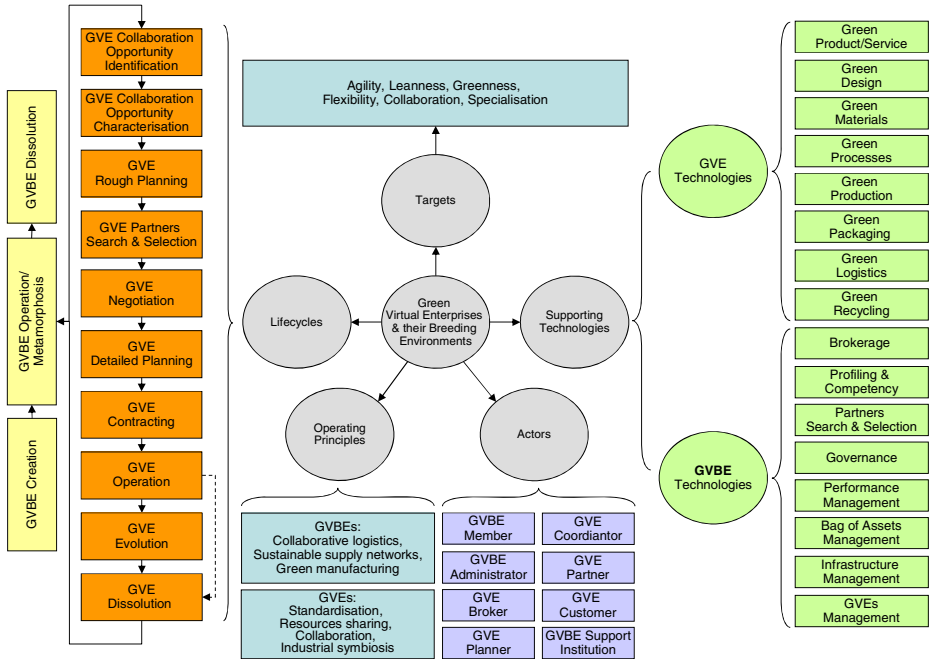 GVBE Dissolution
GVBE Operation/
Metamorphosis
GVBE Creation
GVE Collaboration
Opportunity
Identification
GVE Collaboration
Opportunity
Characterisation
GVE
Rough Planning
GVE Partners
Search & Selection
GVE
Negotiation
GVE
Detailed Planning
GVE
Contracting
GVE
Operation
GVE
Evolution
GVE
Dissolution
Agility, Leanness, Greenness,
Flexibility, Collaboration, Specialisation
Targets
Lifecycles
Green
Virtual Enterprises
& their Breeding
Environments
Supporting
Technologies
Operating
Principles
Actors
GVBEs:
Collaborative logistics,
Sustainable supply networks,
Green manufacturing
GVEs:
Standardisation,
Resources sharing,
Collaboration,
Industrial symbiosis
GVBE
Member
GVE
Coordiantor
GVBE
Administrator
GVE
Partner
GVE
Broker
GVE
Customer
GVE
Planner
GVBE Support
Institution
GVE
Technologies
GVBE
Technologies
Green
Product/Service
Green
Design
Green
Materials
Green
Processes
Green
Production
Green
Packaging
Green
Logistics
Green
Recycling
Brokerage
Profiling &
Competency
Partners
Search & Selection
Governance
Performance
Management
Bag of Assets
Management
Infrastructure
Management
GVEs
Management